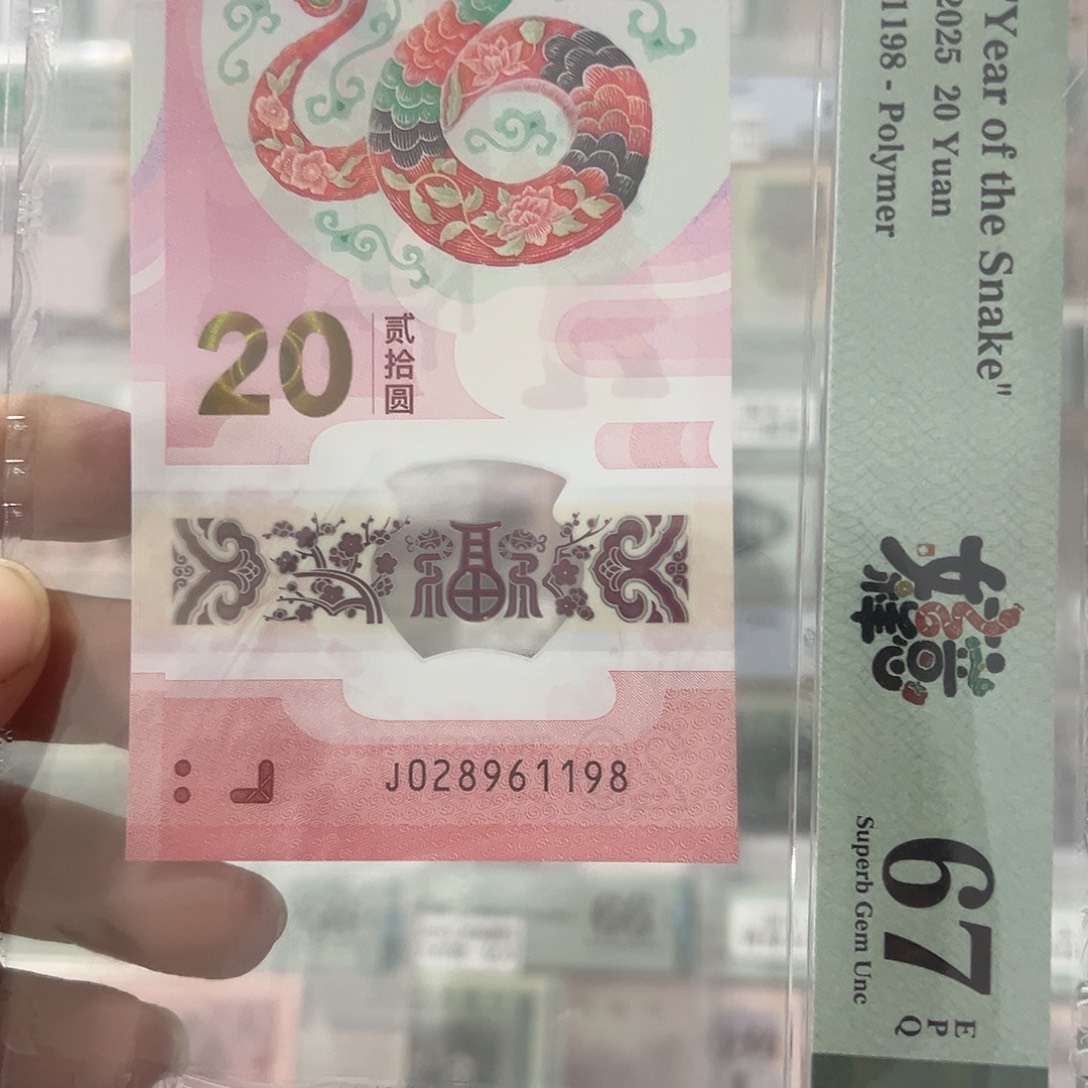 20
贰
拾
圆
福
J028961198
"Year of the Snake"
2025 20 Yuan
1198 - Polymer
67
EPQ
Superb Gem Unc